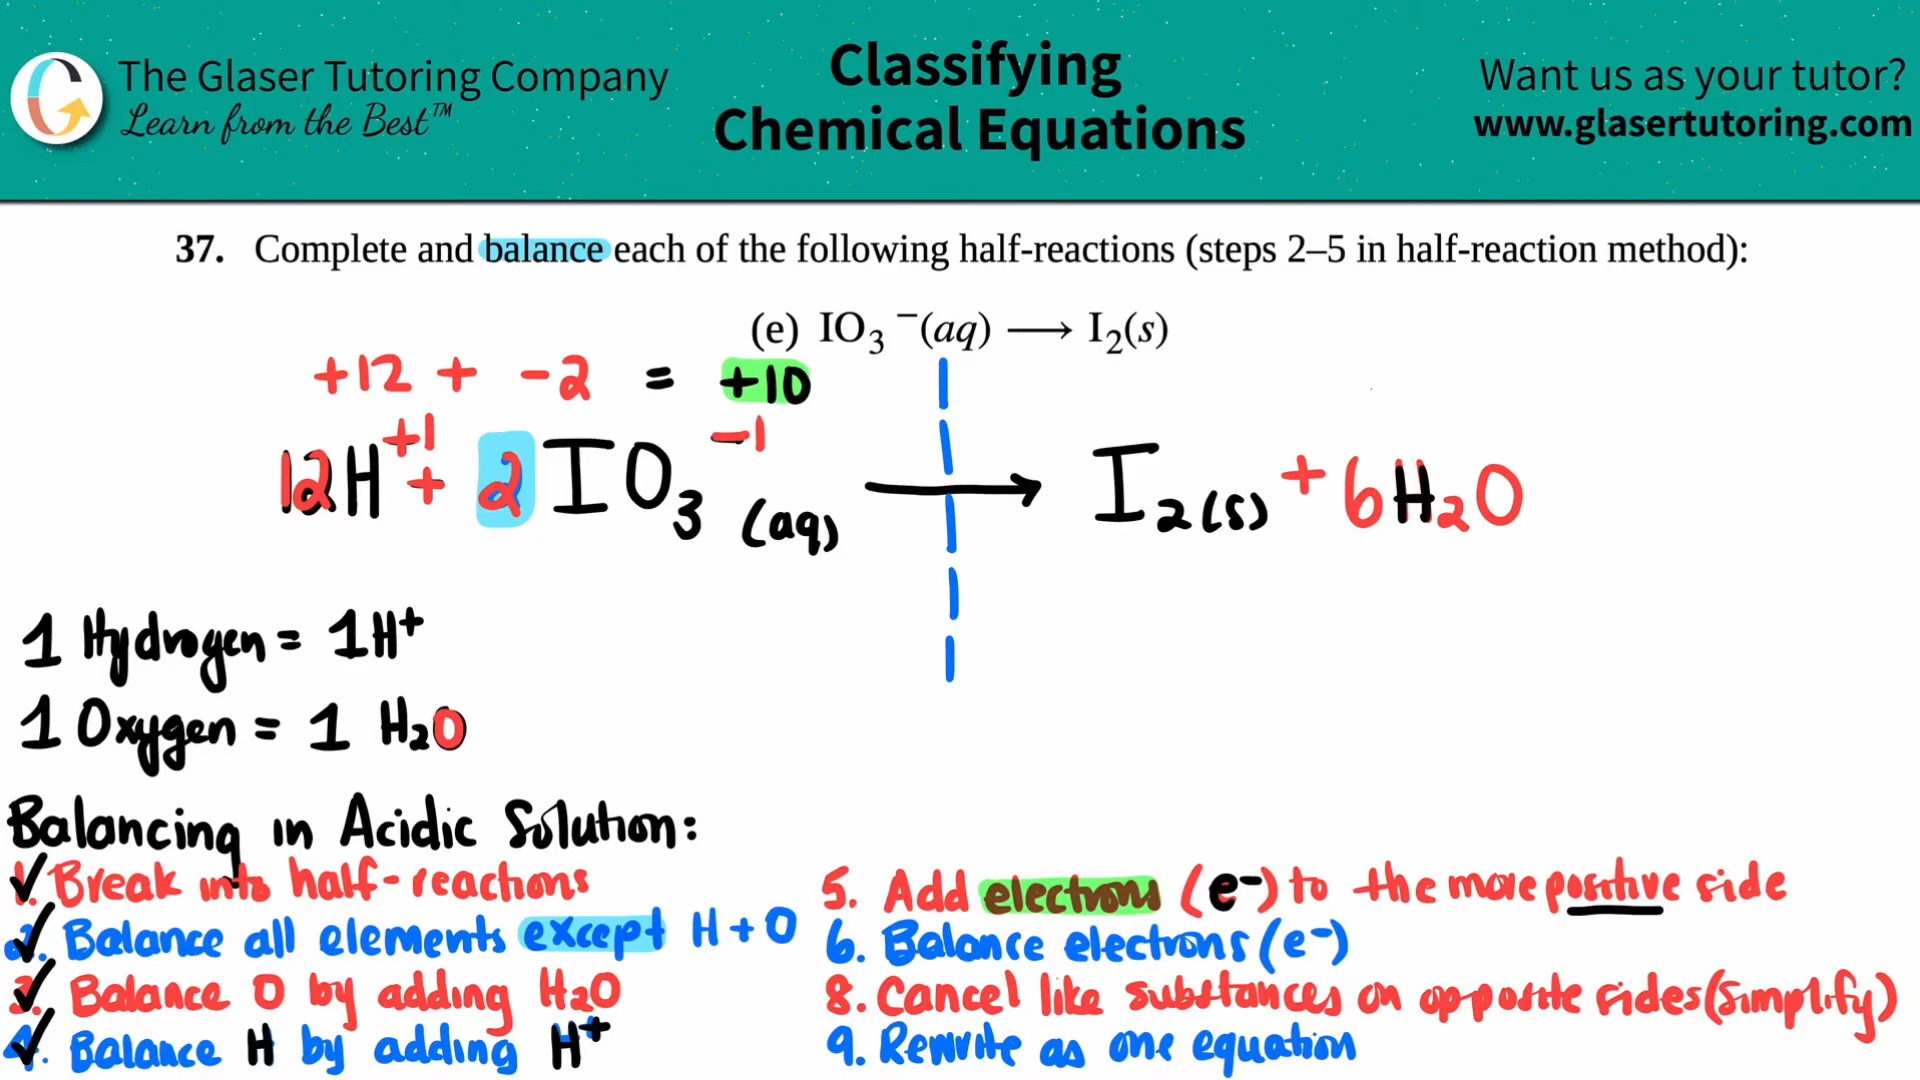 The Glaser Tutoring Company
Learn from the Best™
Classifying
Chemical Equations
Want us as your tutor?
www.glasertutoring.com
37. Complete and balance each of the following half-reactions (steps 2–5 in half-reaction method):
(e) IO₃⁻(aq) ⟶ I₂(s)
+12 + -2 = +10
12H⁺¹ + 2IO₃⁻¹(aq) → I₂(s) + 6H₂O
1 Hydrogen = 1H⁺
1 Oxygen = 1 H₂O
Balancing in Acidic Solution:
1. Break into half-reactions
2. Balance all elements except H + O
3. Balance O by adding H₂O
4. Balance H by adding H⁺
5. Add electrons (e⁻) to the more positive side
6. Balance electrons (e⁻)
8. Cancel like substances on opposite sides (simplify)
9. Rewrite as one equation